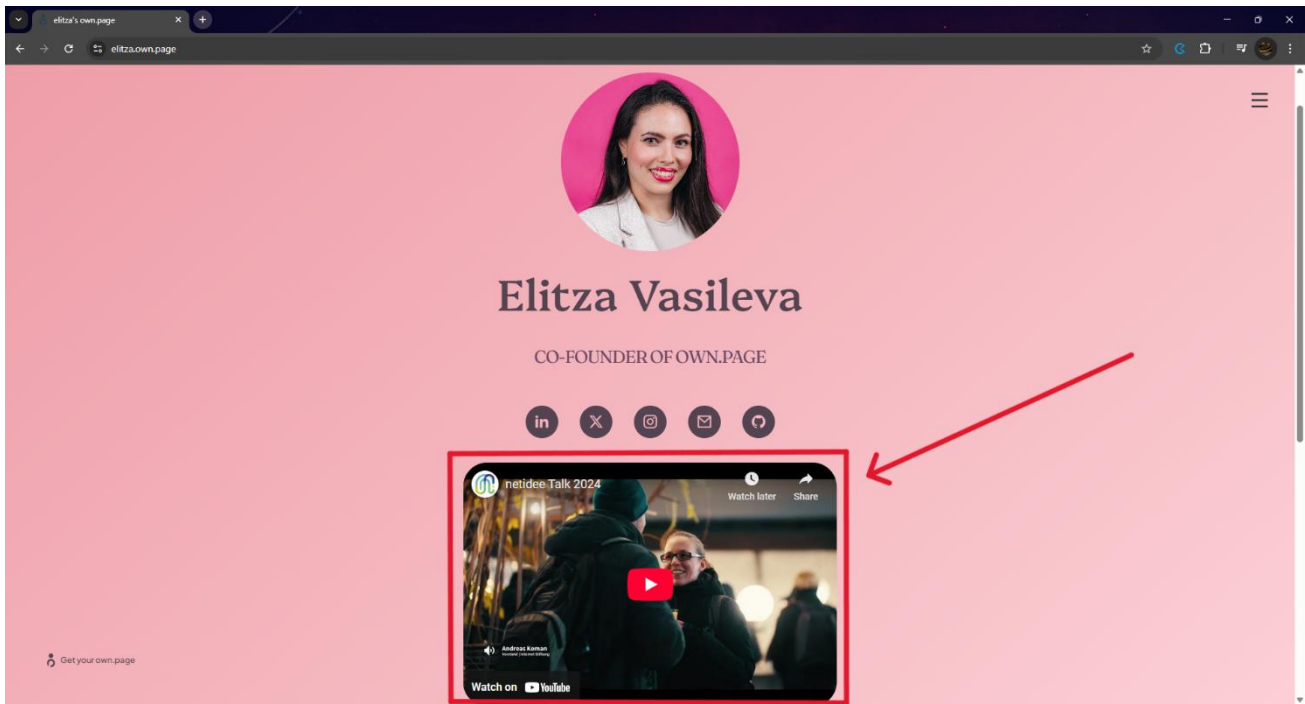 elitza's own.page
elitza.own.page
Elitza Vasileva
CO-FOUNDER OF OWN.PAGE
in
netidee Talk 2024
Watch later
Share
Andreas Koman
Watch on YouTube
Get your own.page